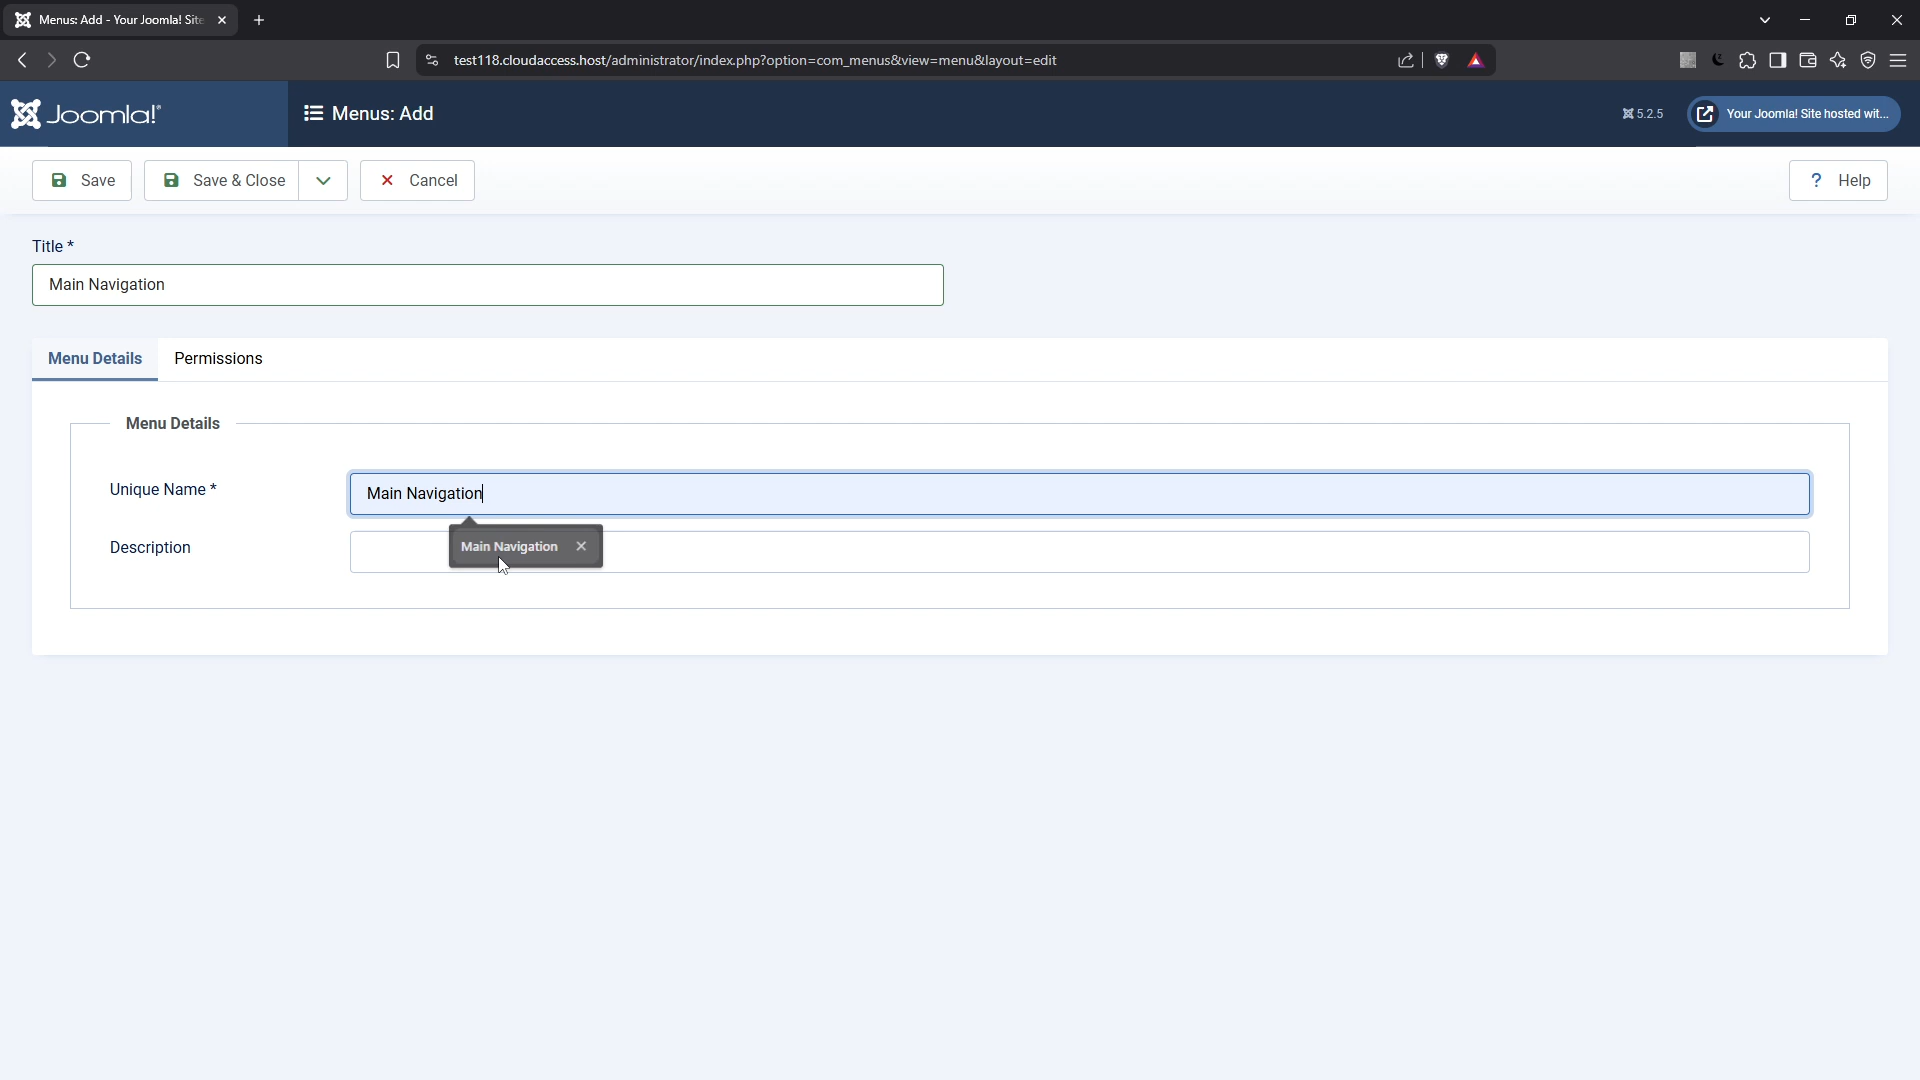 Menus: Add - Your Joomla! Site
test118.cloudaccess.host/administrator/index.php?option=com_menus&view=menu&layout=edit
Joomla!®
Menus: Add
5.2.5
Your Joomla! Site hosted wit...
Save
Save & Close
Cancel
? Help
Title *
Main Navigation
Menu Details
Permissions
Menu Details
Unique Name *
Main Navigation
Main Navigation
Description